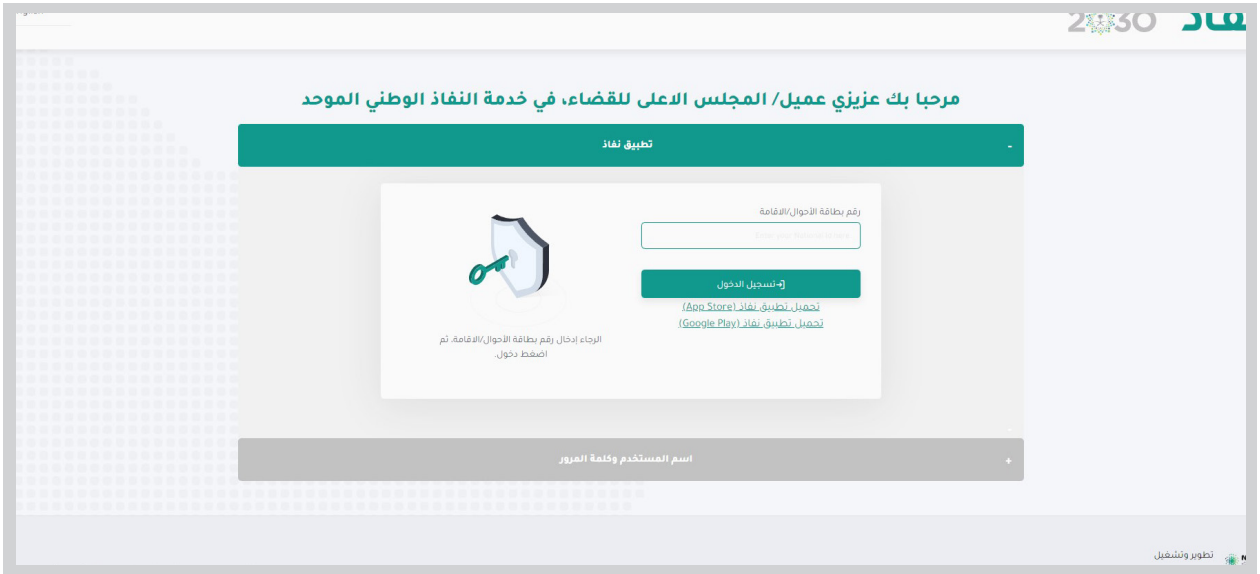 2030
مرحبا بك عزيزي عميل/ المجلس الاعلى للقضاء، في خدمة النفاذ الوطني الموحد
- تطبيق نفاذ
رقم بطاقة الأحوال/الاقامة
تسجيل الدخول
تحميل تطبيق نفاذ (App Store)
تحميل تطبيق نفاذ (Google Play)
الرجاء إدخال رقم بطاقة الأحوال/الاقامة، ثم
اضغط دخول.
+ اسم المستخدم وكلمة المرور
تطوير وتشغيل